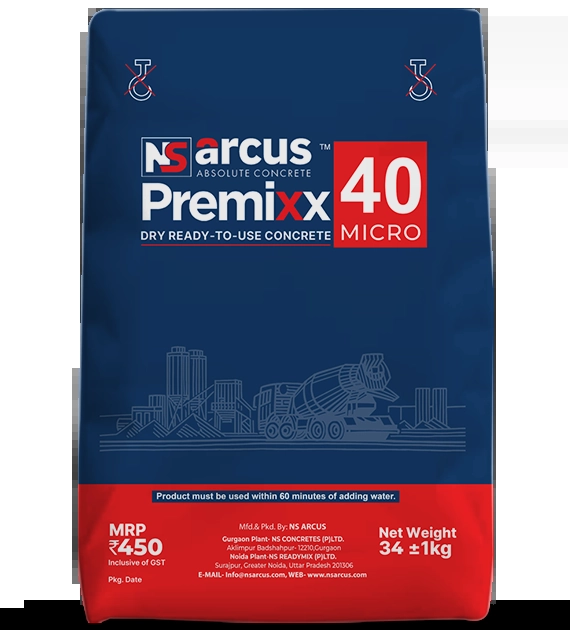 NS arcus ™
ABSOLUTE CONCRETE
Premixx 40
DRY READY-TO-USE CONCRETE MICRO
Product must be used within 60 minutes of adding water.
MRP
₹450
Inclusive of GST
Pkg. Date
Mfd.& Pkd. By: NS ARCUS
Gurgaon Plant- NS CONCRETES (P)LTD.
Aklimpur Badshahpur- 12210,Gurgaon
Noida Plant-NS READYMIX (P)LTD.
Surajpur, Greater Noida, Uttar Pradesh 201306
E-MAIL- Info@nsarcus.com, WEB- www.nsarcus.com
Net Weight
34 ±1kg